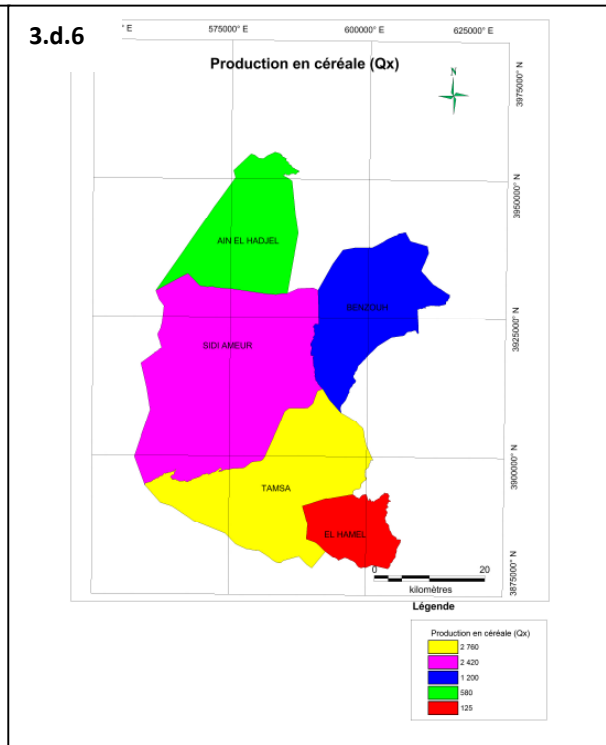 3.d.6
575000° E
600000° E
625000° E
Production en céréale (Qx)
N
3975000° N
3950000° N
AIN EL HADJEL
BENZOUH
3925000° N
SIDI AMEUR
3900000° N
TAMSA
EL HAMEL
0
20
kilomètres
3875000° N
Légende
Production en céréale (Qx)
2 760
2 420
1 200
580
125